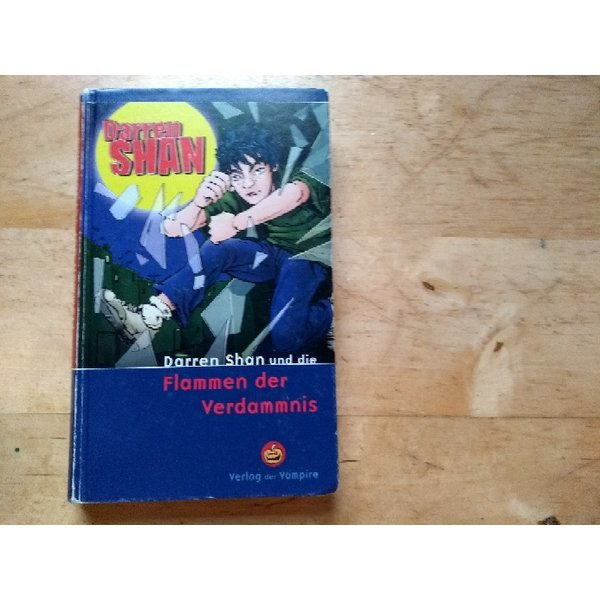 Darren
SHAN
Darren Shan und die
Flammen der
Verdammnis
Verlag der Vampire